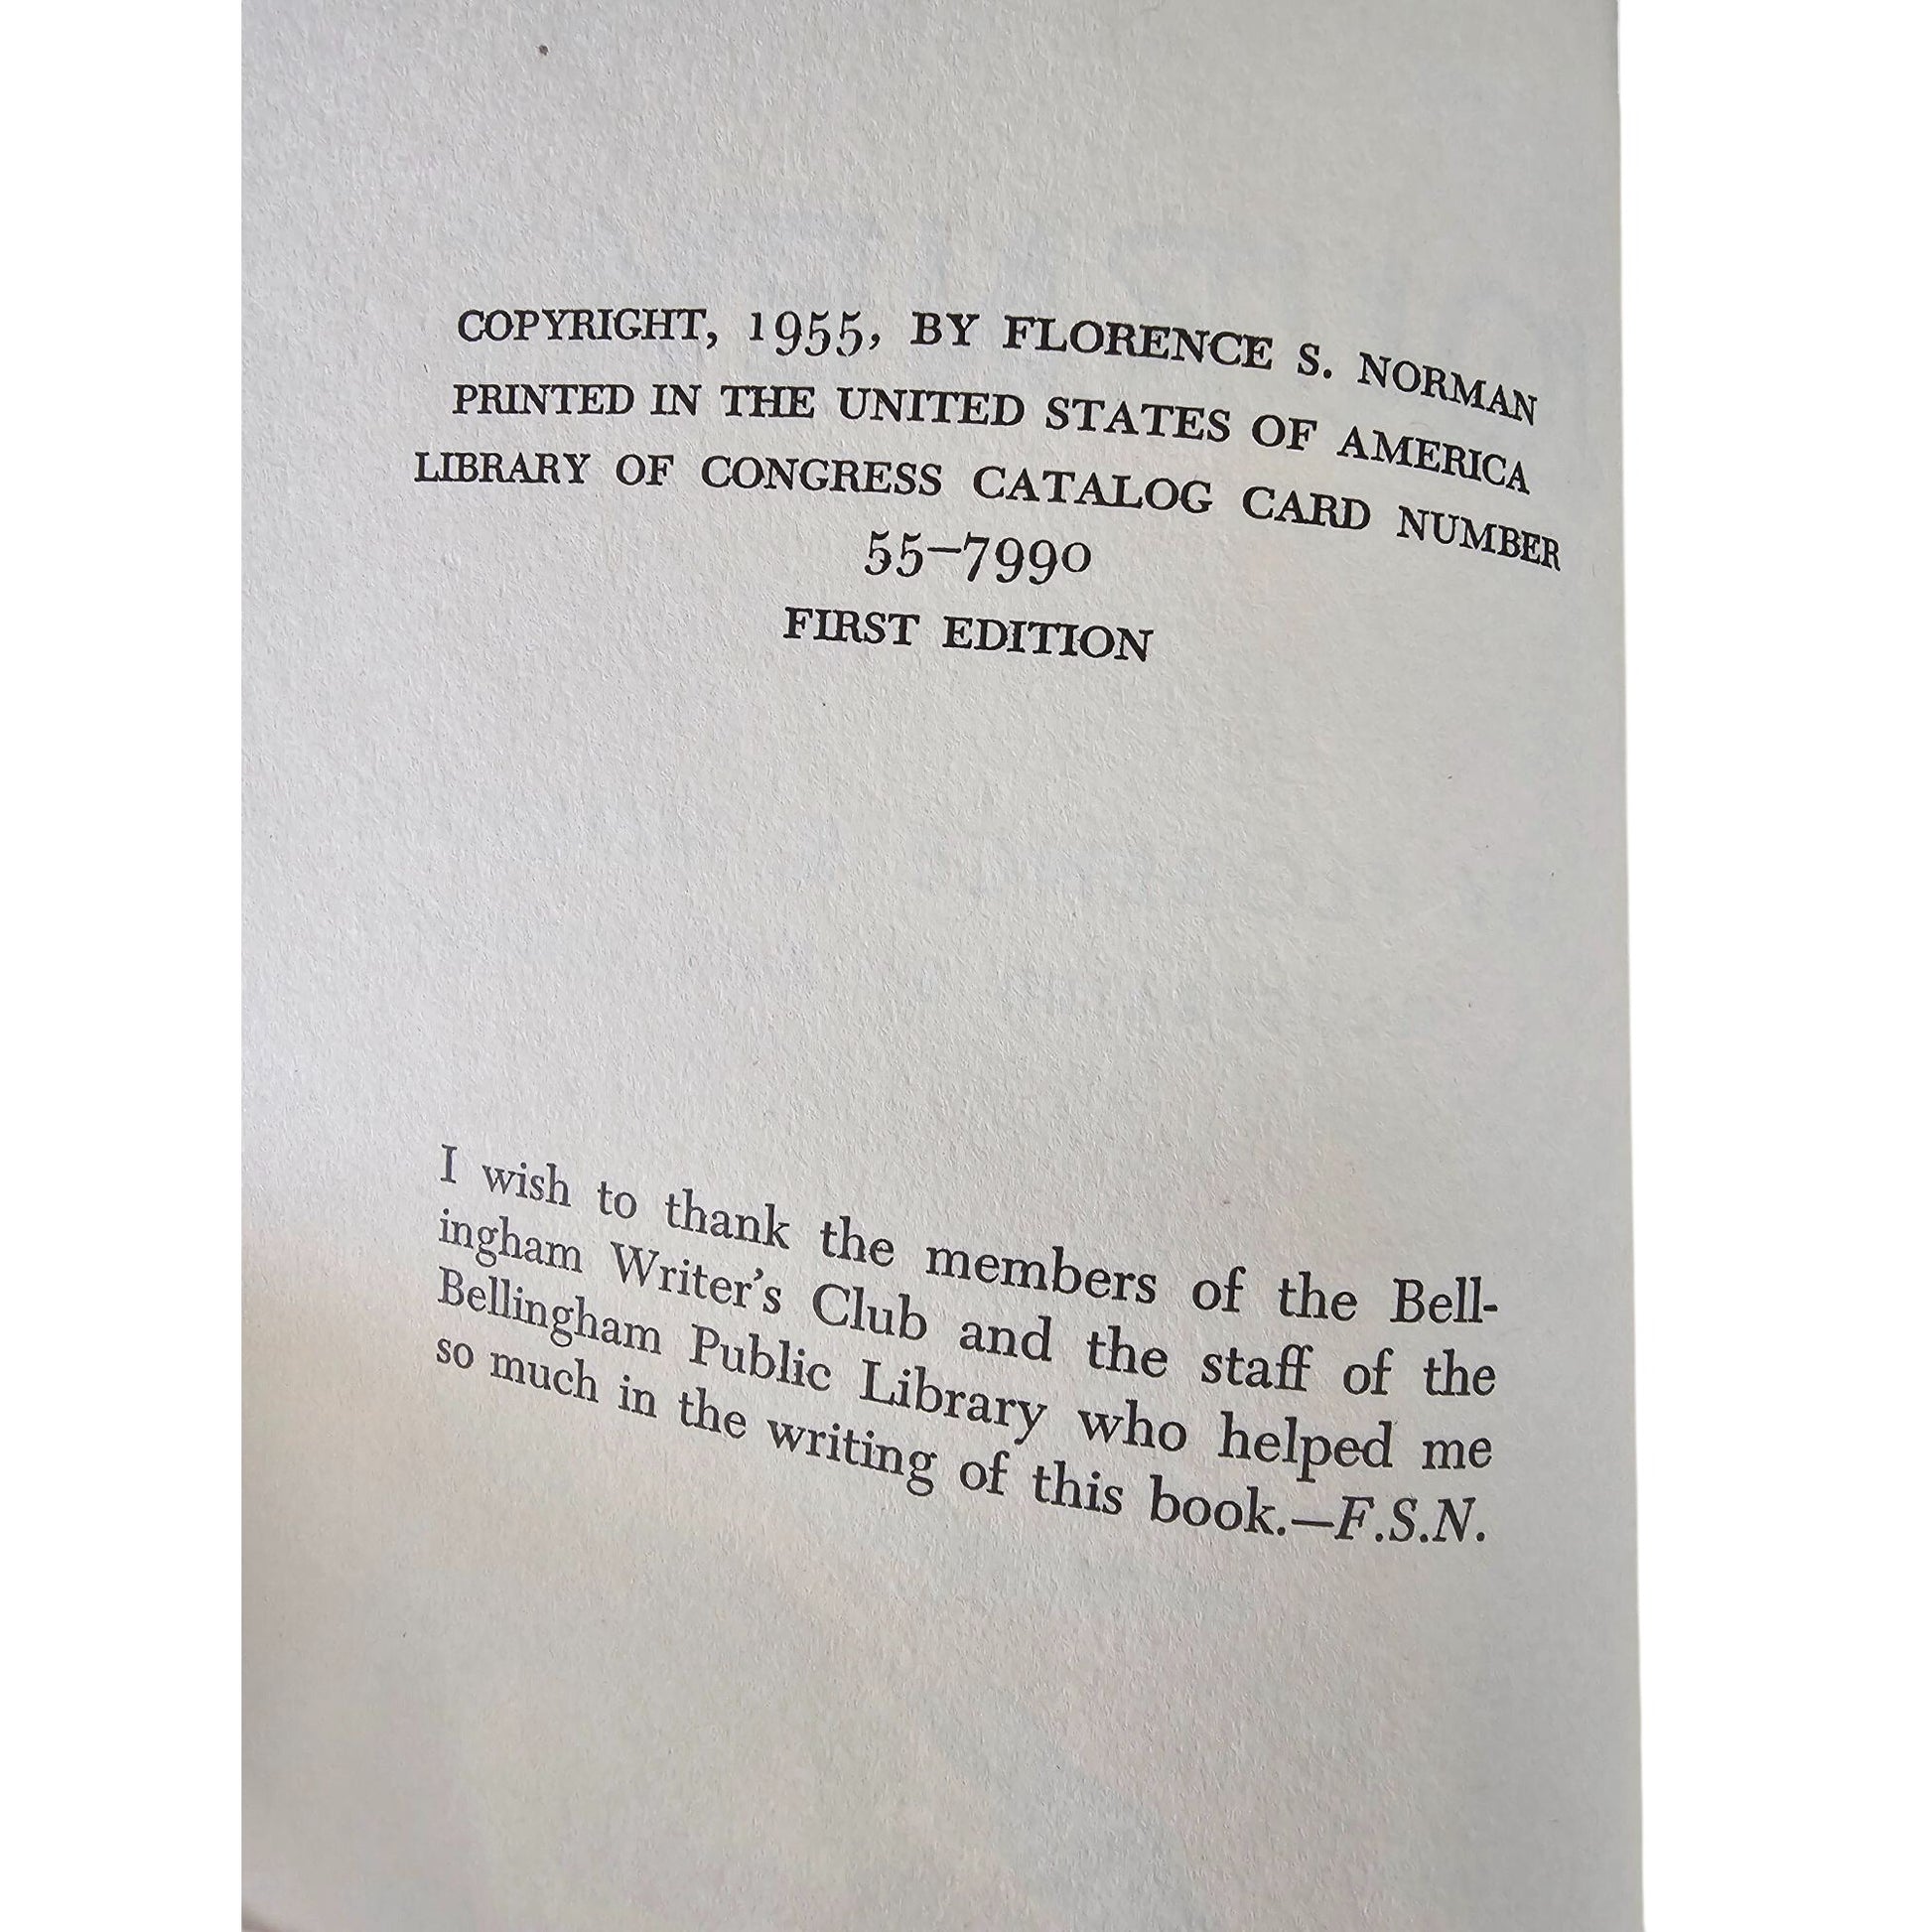 COPYRIGHT, 1955, BY FLORENCE S. NORMAN
PRINTED IN THE UNITED STATES OF AMERICA
LIBRARY OF CONGRESS CATALOG CARD NUMBER
55–7990
FIRST EDITION
I wish to thank the members of the Bell-
ingham Writer’s Club and the staff of the
Bellingham Public Library who helped me
so much in the writing of this book.—F.S.N.